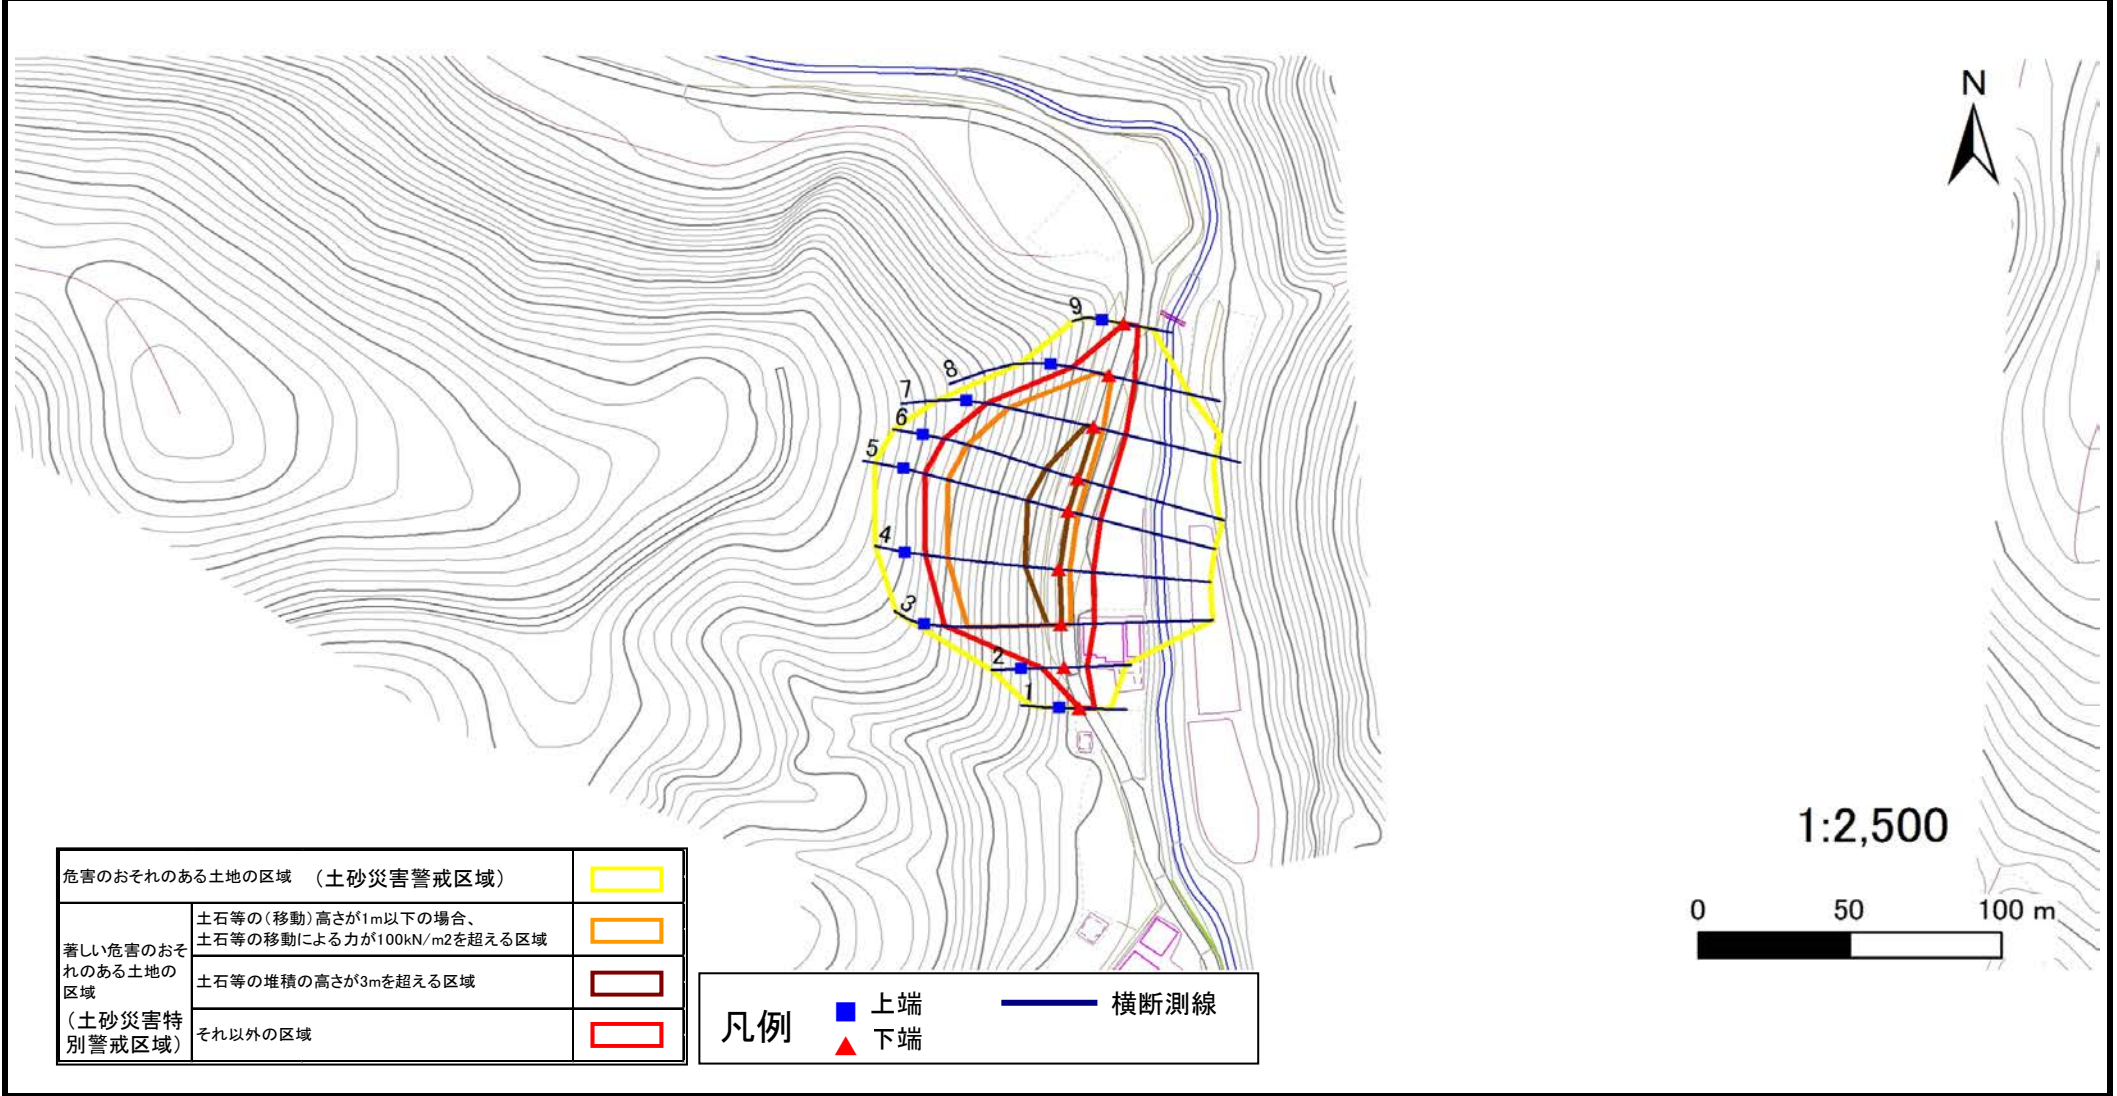 N
9
8
7
6
5
4
3
2
1
1:2,500
0 50 100 m
危害のおそれのある土地の区域 (土砂災害警戒区域)
著しい危害のおそ
れのある土地の
区域
(土砂災害特
別警戒区域)
土石等の(移動)高さが1m以下の場合、
土石等の移動による力が100kN/m2を超える区域
土石等の堆積の高さが3mを超える区域
それ以外の区域
凡例
上端
下端
横断測線